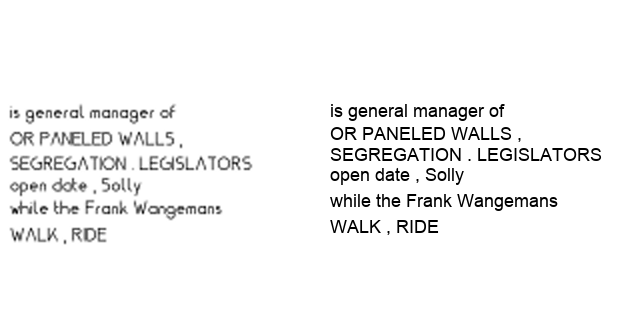 is general manager of
OR PANELED WALLS ,
SEGREGATION . LEGISLATORS
open date , Solly
while the Frank Wangemans
WALK , RIDE
is general manager of
OR PANELED WALLS ,
SEGREGATION . LEGISLATORS
open date , Solly
while the Frank Wangemans
WALK , RIDE